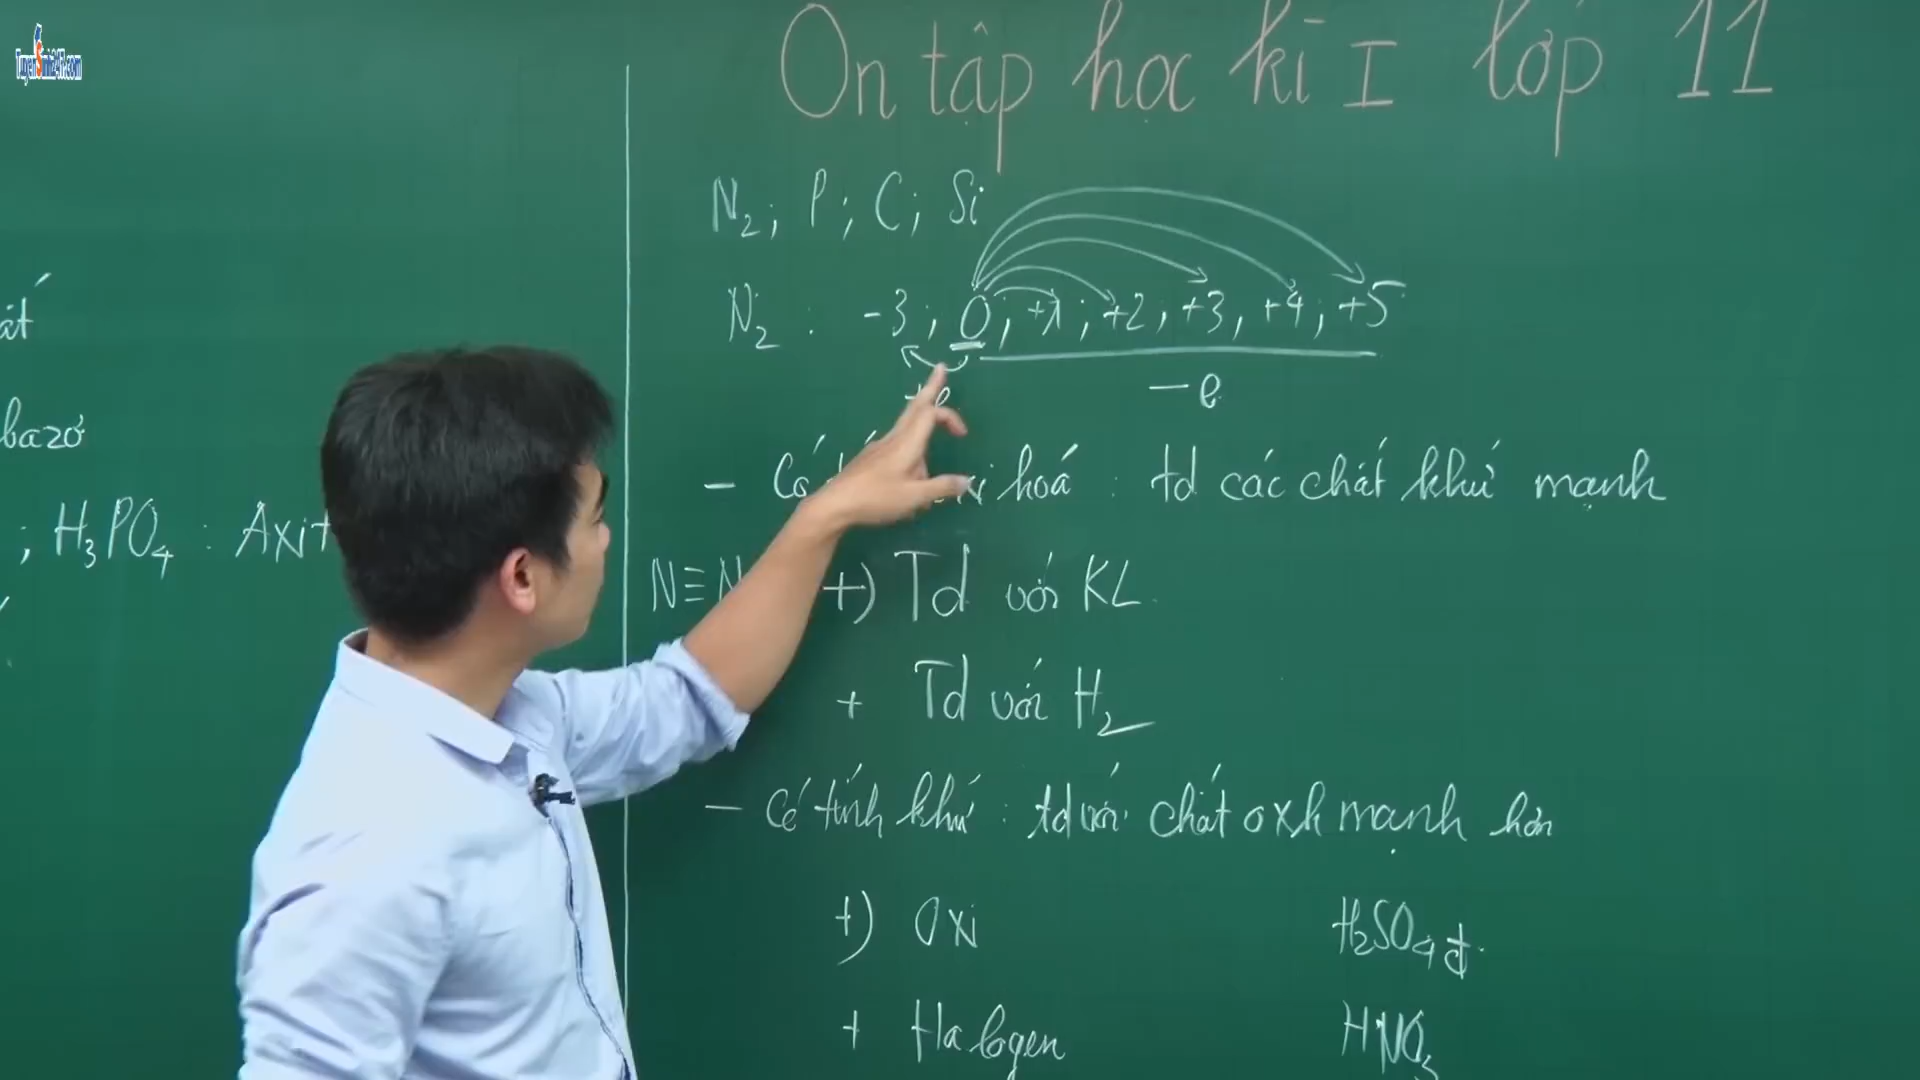 TuyenSinh247.com
Ôn tập học kì I lớp 11
ất
bazơ
; H3PO4 : Axit
N2; P; C; Si
N2 : -3; 0; +1; +2; +3; +4; +5
+e - e
- Có oxi hoá : td các chất khử mạnh
N≡N +) Td với KL.
+ Td với H2
- Có tính khử : td với chất oxh mạnh hơn
+) Oxi H2SO4 đ.
+ Halogen HNO3